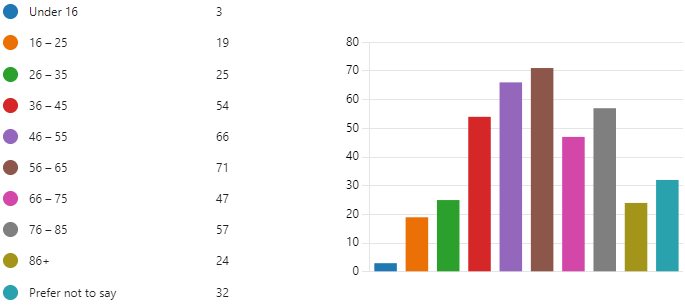 Under 16 3
16 – 25 19
26 – 35 25
36 – 45 54
46 – 55 66
56 – 65 71
66 – 75 47
76 – 85 57
86+ 24
Prefer not to say 32
80
70
60
50
40
30
20
10
0